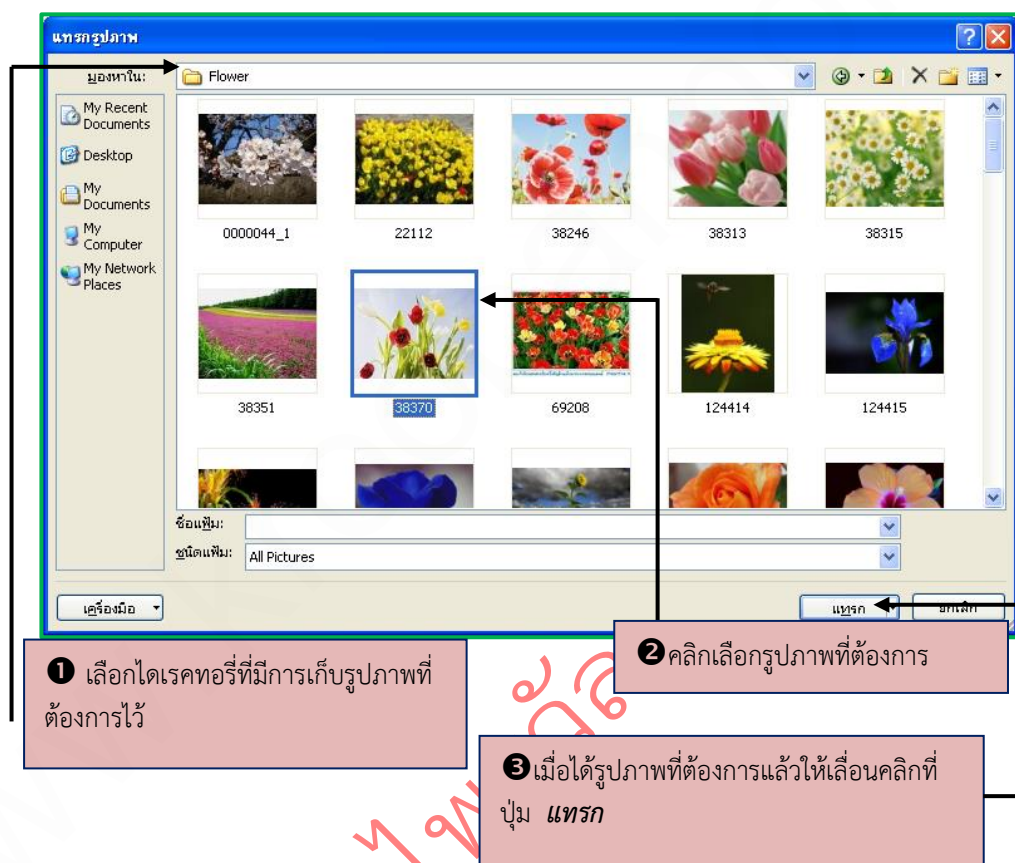 แทรกรูปภาพ
มองหาใน:
Flower
My Recent
Documents
Desktop
My
Documents
My
Computer
My Network
Places
0000044_1
22112
38246
38313
38315
38351
38370
69208
124414
124415
ชื่อแฟ้ม:
ชนิดแฟ้ม:
All Pictures
เครื่องมือ
แทรก
ยกเลิก
❶ เลือกไดเรคทอรี่ที่มีการเก็บรูปภาพที่
ต้องการไว้
❷คลิกเลือกรูปภาพที่ต้องการ
❸เมื่อได้รูปภาพที่ต้องการแล้วให้เลื่อนคลิกที่
ปุ่ม แทรก